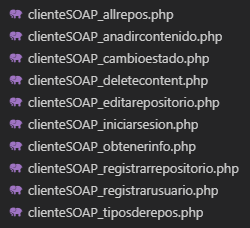 clienteSOAP_allrepos.php
clienteSOAP_anadircontenido.php
clienteSOAP_cambioestado.php
clienteSOAP_deletecontent.php
clienteSOAP_editarepositorio.php
clienteSOAP_iniciarsesion.php
clienteSOAP_obtenerinfo.php
clienteSOAP_registrarrepositorio.php
clienteSOAP_registrarusuario.php
clienteSOAP_tiposderepos.php